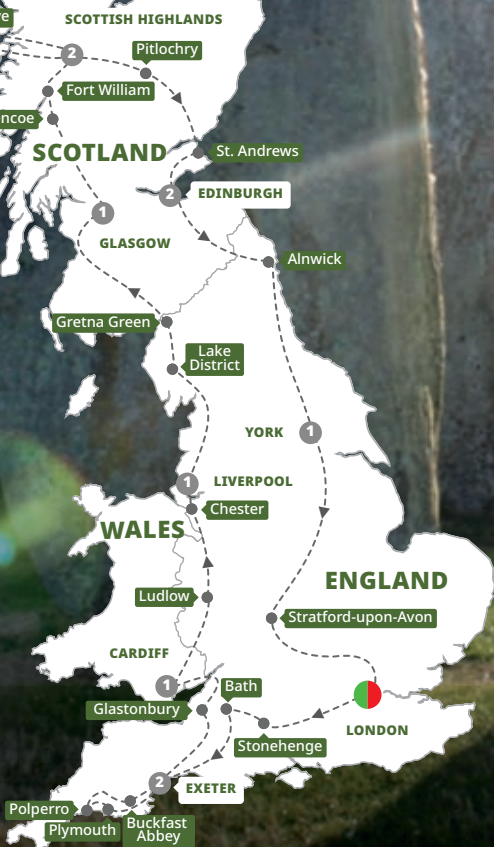 SCOTTISH HIGHLANDS
2
Pitlochry
Fort William
SCOTLAND
St. Andrews
2
EDINBURGH
1
GLASGOW
Alnwick
Gretna Green
Lake
District
YORK
1
1
LIVERPOOL
Chester
WALES
ENGLAND
Ludlow
Stratford-upon-Avon
CARDIFF
1
Bath
Glastonbury
LONDON
Stonehenge
2
EXETER
Polperro
Plymouth
Buckfast
Abbey